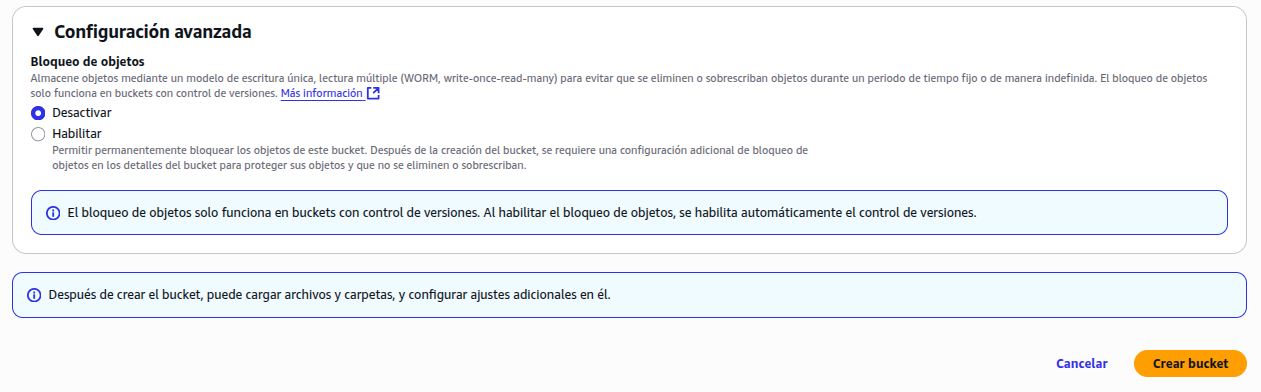 Configuración avanzada
Bloqueo de objetos
Almacene objetos mediante un modelo de escritura única, lectura múltiple (WORM, write-once-read-many) para evitar que se eliminen o sobrescriban objetos durante un periodo de tiempo fijo o de manera indefinida. El bloqueo de objetos
solo funciona en buckets con control de versiones. Más información
Desactivar
Habilitar
Permitir permanentemente bloquear los objetos de este bucket. Después de la creación del bucket, se requiere una configuración adicional de bloqueo de
objetos en los detalles del bucket para proteger sus objetos y que no se eliminen o sobrescriban.
El bloqueo de objetos solo funciona en buckets con control de versiones. Al habilitar el bloqueo de objetos, se habilita automáticamente el control de versiones.
Después de crear el bucket, puede cargar archivos y carpetas, y configurar ajustes adicionales en él.
Cancelar Crear bucket